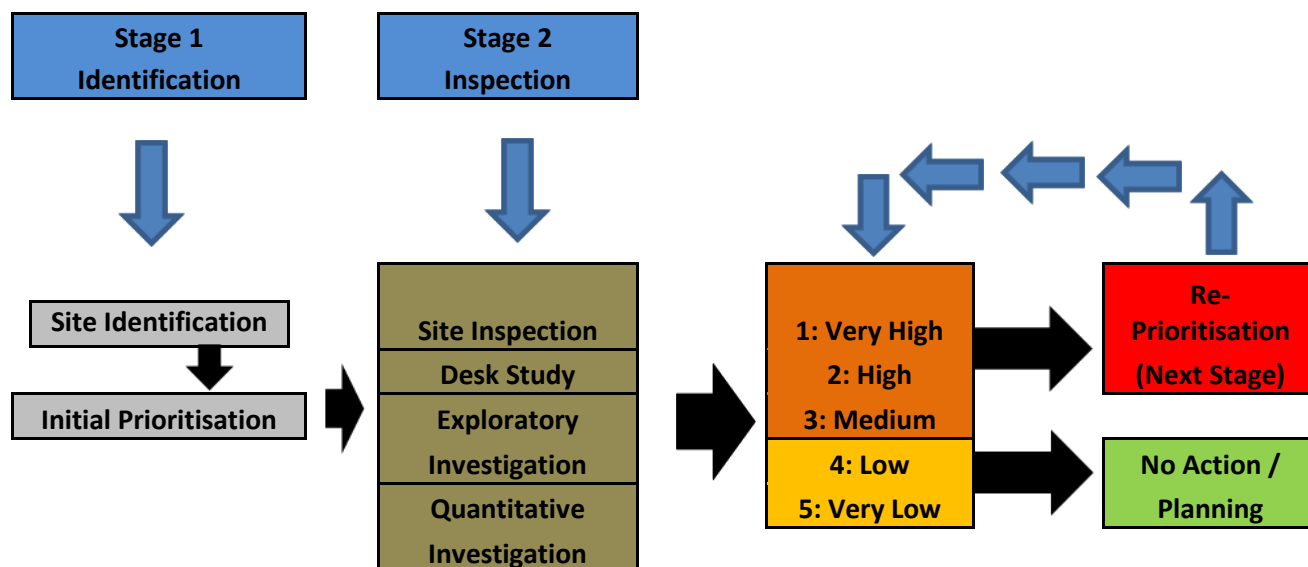 Stage 1
Identification
Stage 2
Inspection
Site Identification
Initial Prioritisation
Site Inspection
Desk Study
Exploratory
Investigation
Quantitative
Investigation
1: Very High
2: High
3: Medium
4: Low
5: Very Low
Re-
Prioritisation
(Next Stage)
No Action /
Planning